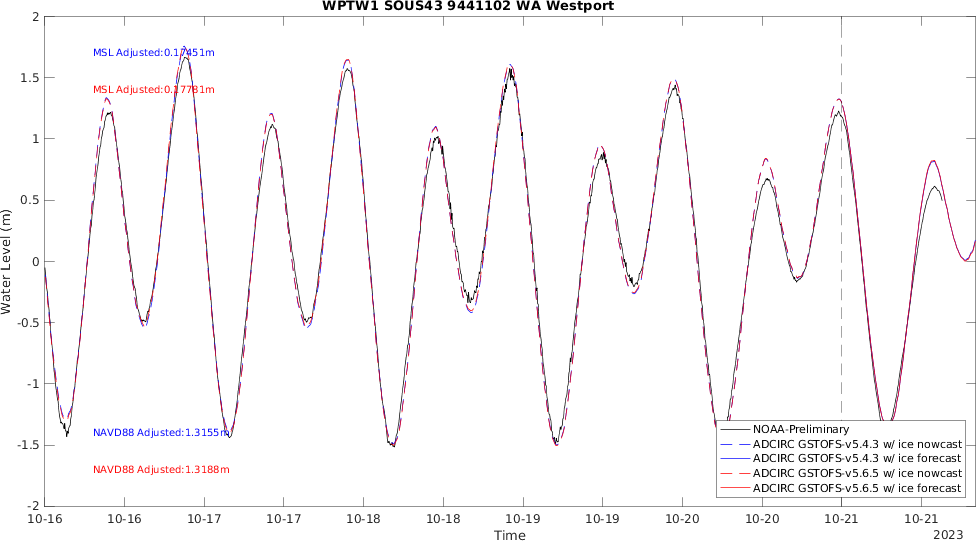 WPTW1 SOUS43 9441102 WA Westport
2
1.5
1
0.5
0
-0.5
-1
-1.5
-2
Water Level (m)
MSL Adjusted:0.17451m
MSL Adjusted:0.17781m
NAVD88 Adjusted:1.3155m
NAVD88 Adjusted:1.3188m
NOAA-Preliminary
ADCIRC GSTOFS-v5.4.3 w/ ice nowcast
ADCIRC GSTOFS-v5.4.3 w/ ice forecast
ADCIRC GSTOFS-v5.6.5 w/ ice nowcast
ADCIRC GSTOFS-v5.6.5 w/ ice forecast
10-16 10-16 10-17 10-17 10-18 10-18 10-19 10-19 10-20 10-20 10-21 10-21
Time
2023